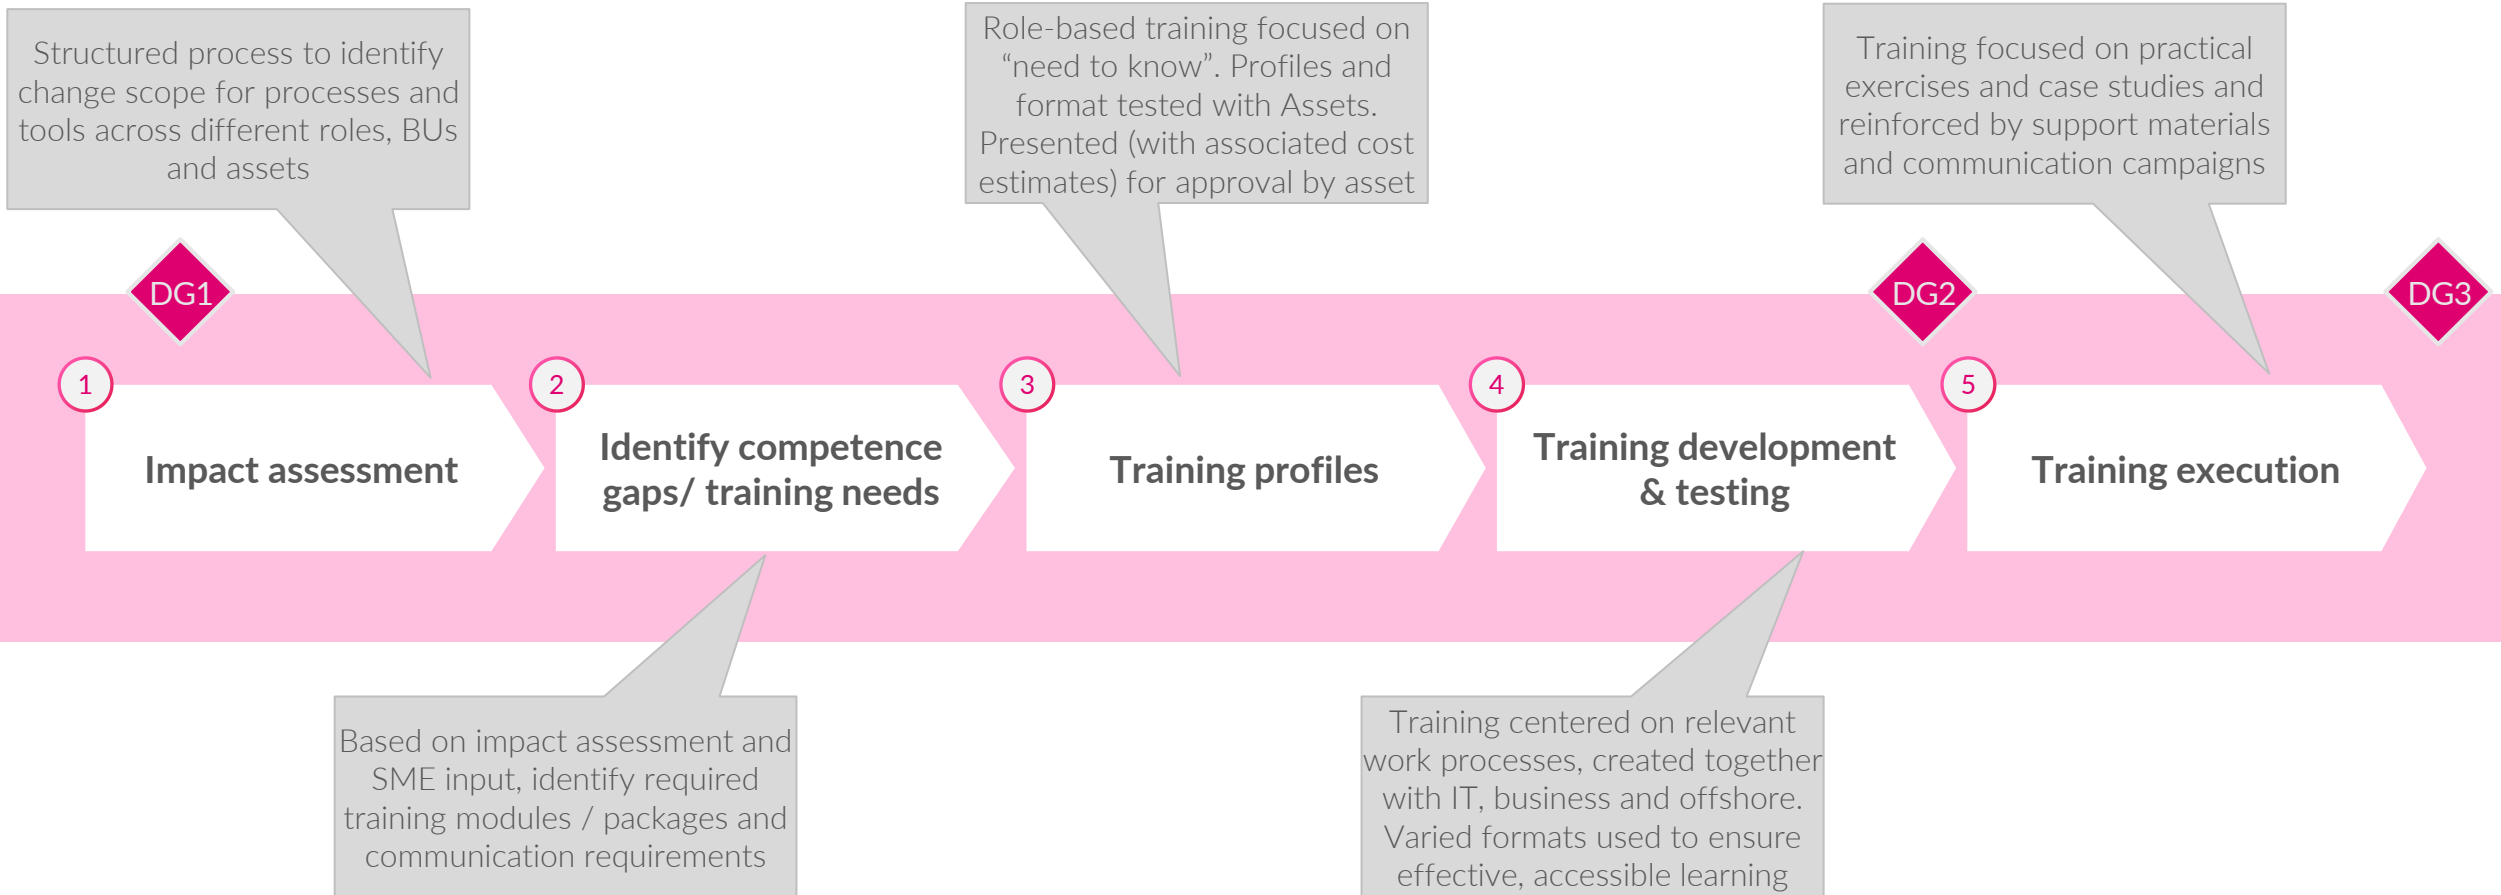 Structured process to identify
change scope for processes and
tools across different roles, BUs
and assets
Role-based training focused on
“need to know”. Profiles and
format tested with Assets.
Presented (with associated cost
estimates) for approval by asset
Training focused on practical
exercises and case studies and
reinforced by support materials
and communication campaigns
DG1
DG2
DG3
1
Impact assessment
2
Identify competence
gaps/ training needs
3
Training profiles
4
Training development
& testing
5
Training execution
Based on impact assessment and
SME input, identify required
training modules / packages and
communication requirements
Training centered on relevant
work processes, created together
with IT, business and offshore.
Varied formats used to ensure
effective, accessible learning